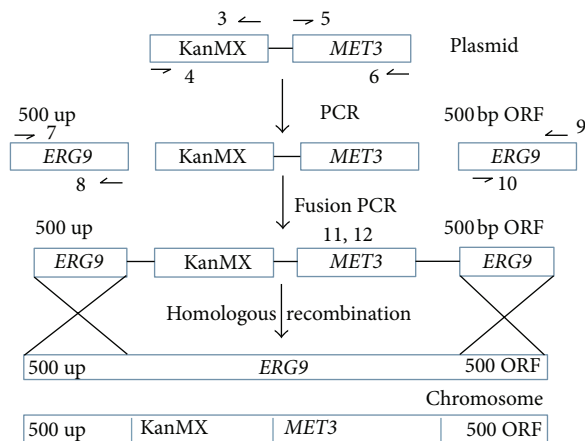 3 5
KanMX MET3 Plasmid
4 6
PCR
500 up 500 bp ORF 9
7
ERG9 KanMX MET3 ERG9
8 10
Fusion PCR
500 up 11, 12 500 bp ORF
ERG9 KanMX MET3 ERG9
Homologous recombination
500 up ERG9 500 ORF
Chromosome
500 up KanMX MET3 500 ORF